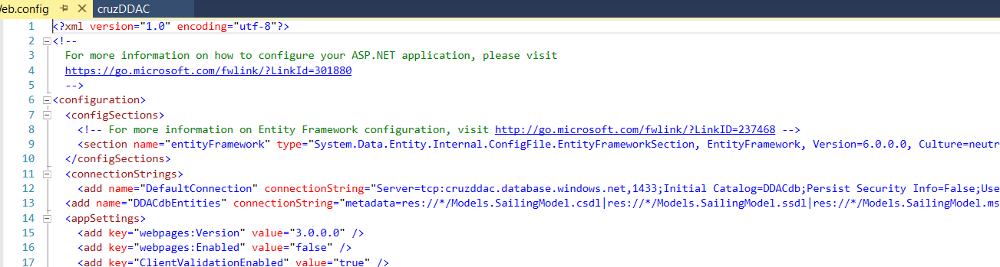 eb.config cruzDDAC
1 <?xml version="1.0" encoding="utf-8"?>
2 <!--
3 For more information on how to configure your ASP.NET application, please visit
4 https://go.microsoft.com/fwlink/?LinkId=301880
5 -->
6 <configuration>
7 <configSections>
8 <!-- For more information on Entity Framework configuration, visit http://go.microsoft.com/fwlink/?LinkID=237468 -->
9 <section name="entityFramework" type="System.Data.Entity.Internal.ConfigFile.EntityFrameworkSection, EntityFramework, Version=6.0.0.0, Culture=neutr
10 </configSections>
11 <connectionStrings>
12 <add name="DefaultConnection" connectionString="Server=tcp:cruzddac.database.windows.net,1433;Initial Catalog=DDACdb;Persist Security Info=False;Use
13 <add name="DDACdbEntities" connectionString="metadata=res://*/Models.SailingModel.csdl|res://*/Models.SailingModel.ssdl|res://*/Models.SailingModel.ms
14 <appSettings>
15 <add key="webpages:Version" value="3.0.0.0" />
16 <add key="webpages:Enabled" value="false" />
17 <add key="ClientValidationEnabled" value="true" />